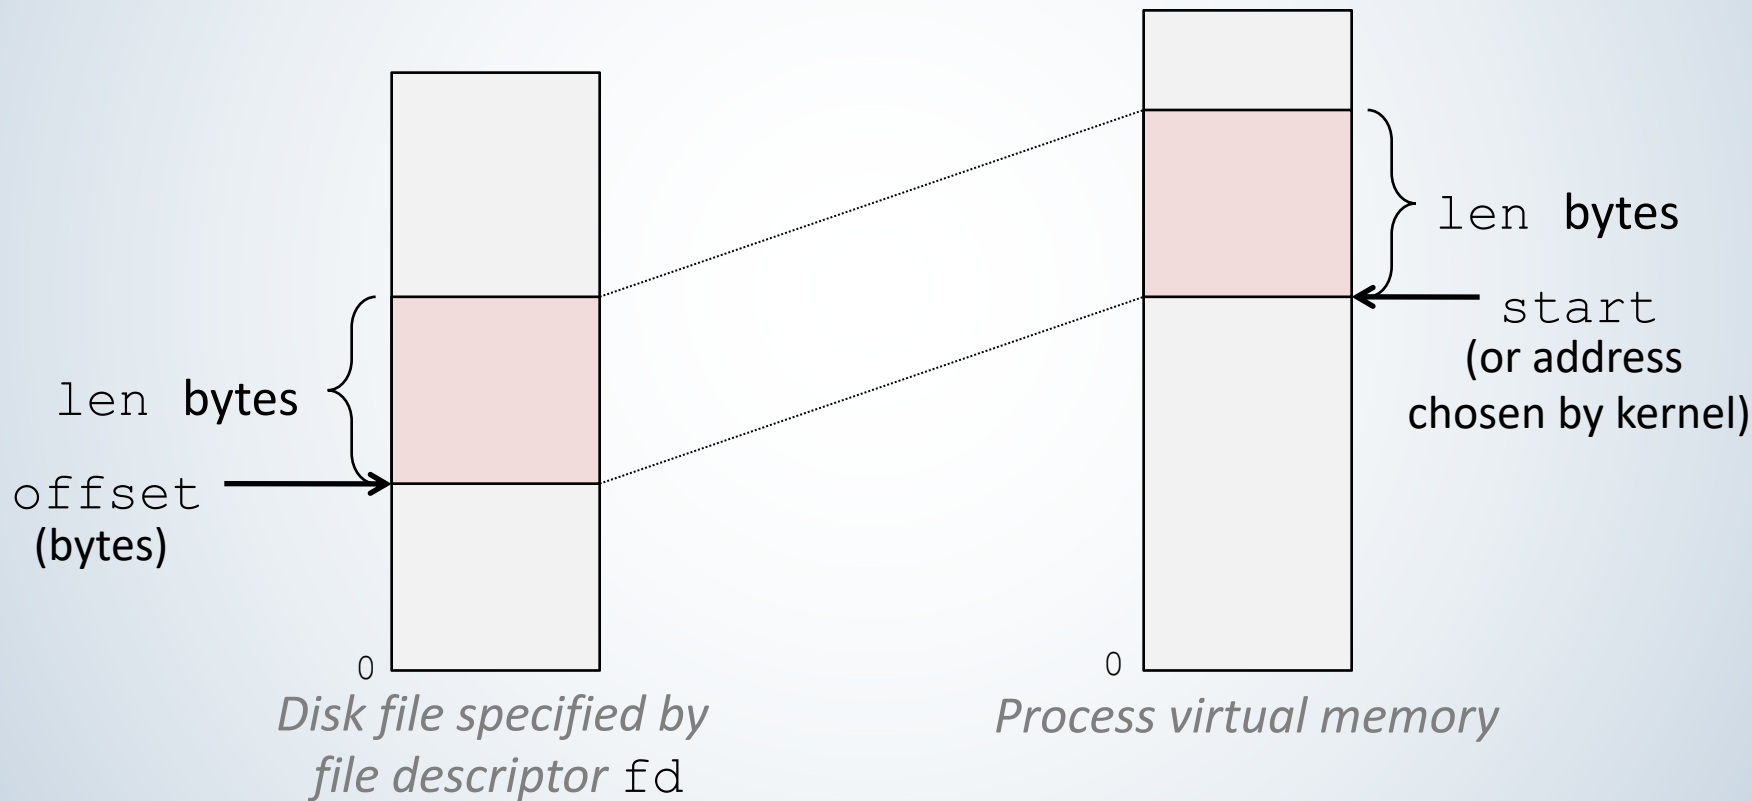 len bytes
offset
(bytes)
0
Disk file specified by
file descriptor fd
len bytes
start
(or address
chosen by kernel)
0
Process virtual memory